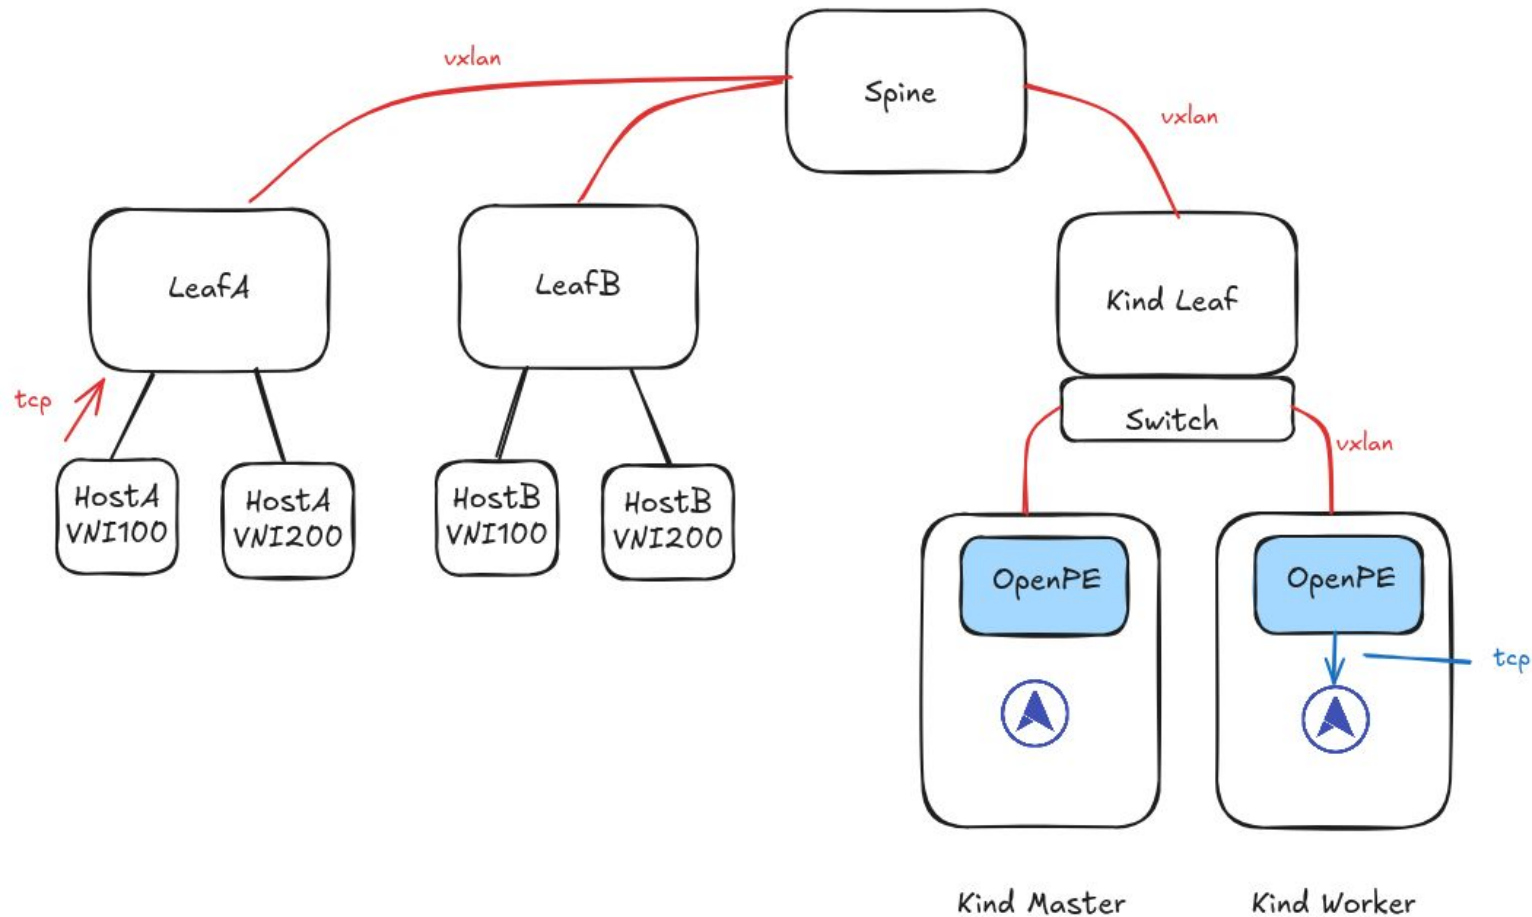 vxlan
Spine
vxlan
LeafA
LeafB
Kind Leaf
tcp
Switch
vxlan
HostA
VNI100
HostA
VNI200
HostB
VNI100
HostB
VNI200
OpenPE
OpenPE
tcp
Kind Master
Kind Worker